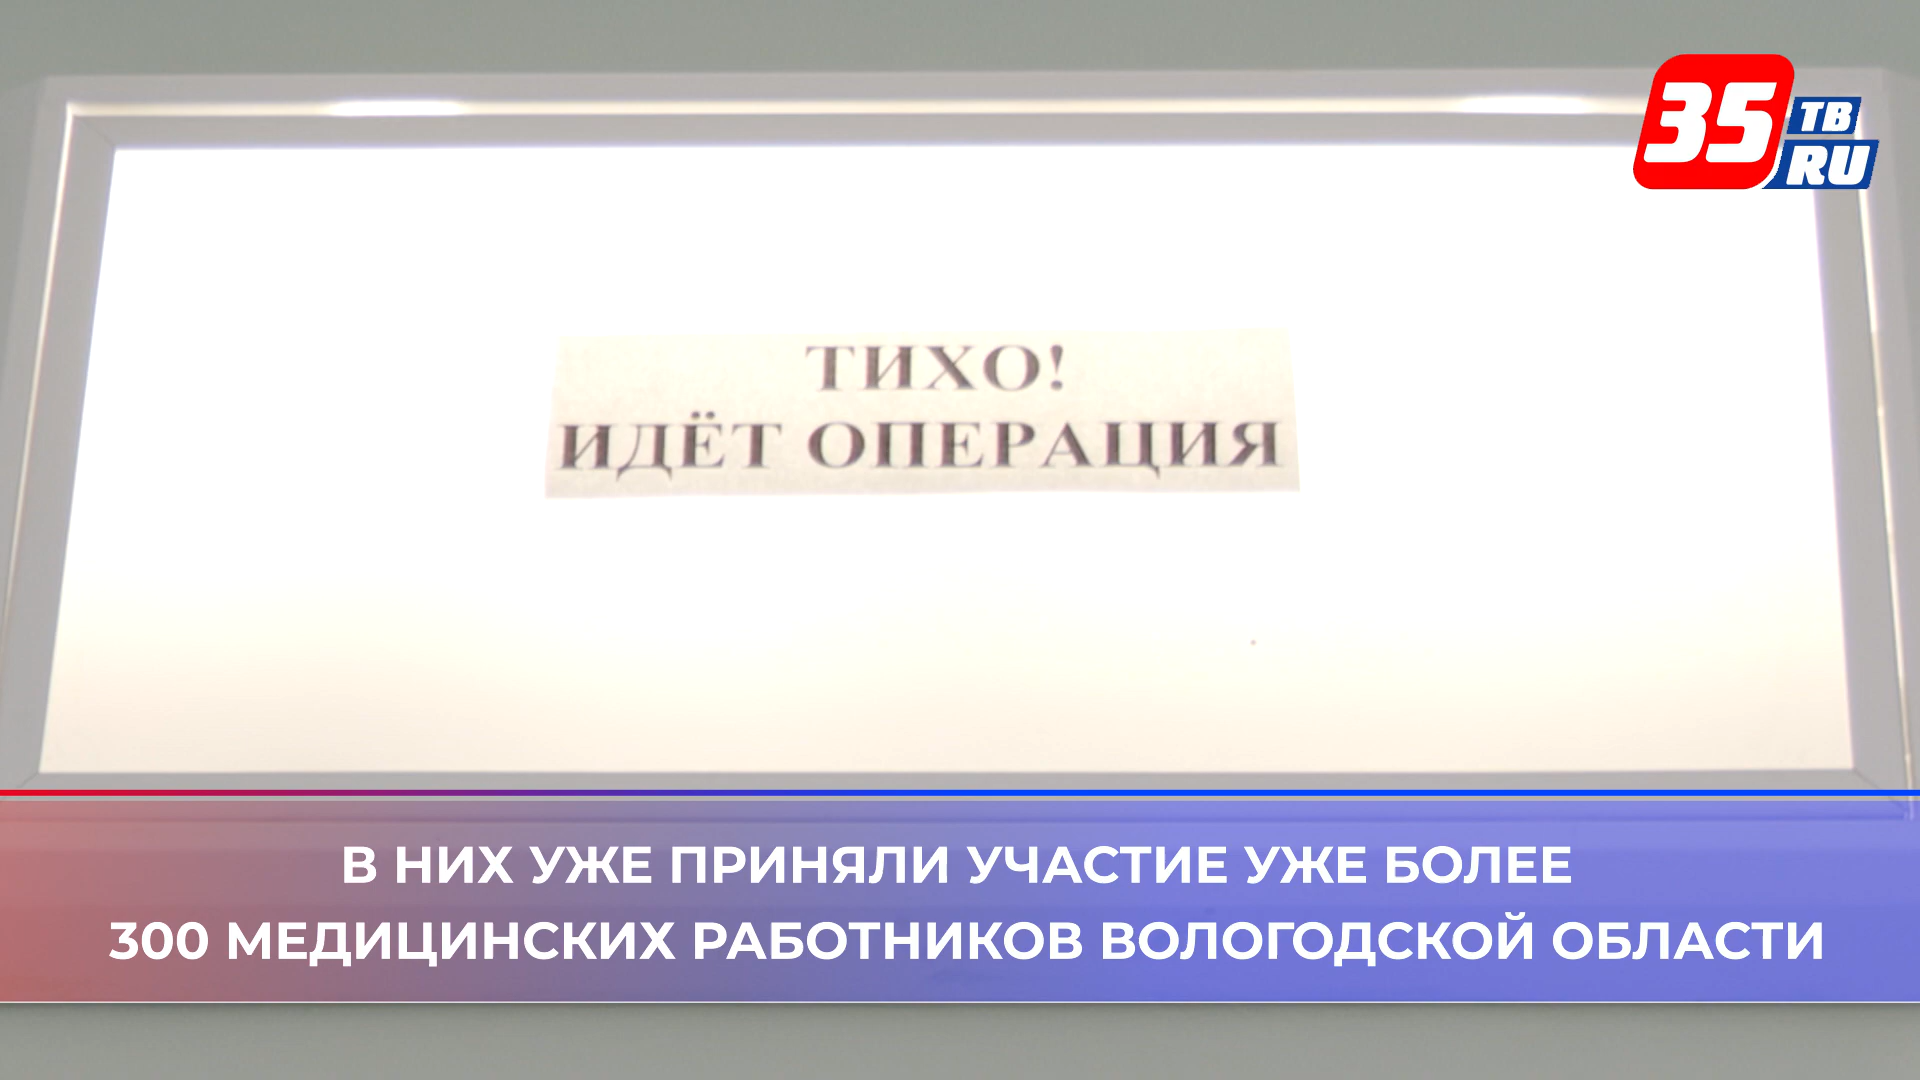 35
ТВ
RU
ТИХО!
ИДЁТ ОПЕРАЦИЯ
В НИХ УЖЕ ПРИНЯЛИ УЧАСТИЕ УЖЕ БОЛЕЕ
300 МЕДИЦИНСКИХ РАБОТНИКОВ ВОЛОГОДСКОЙ ОБЛАСТИ